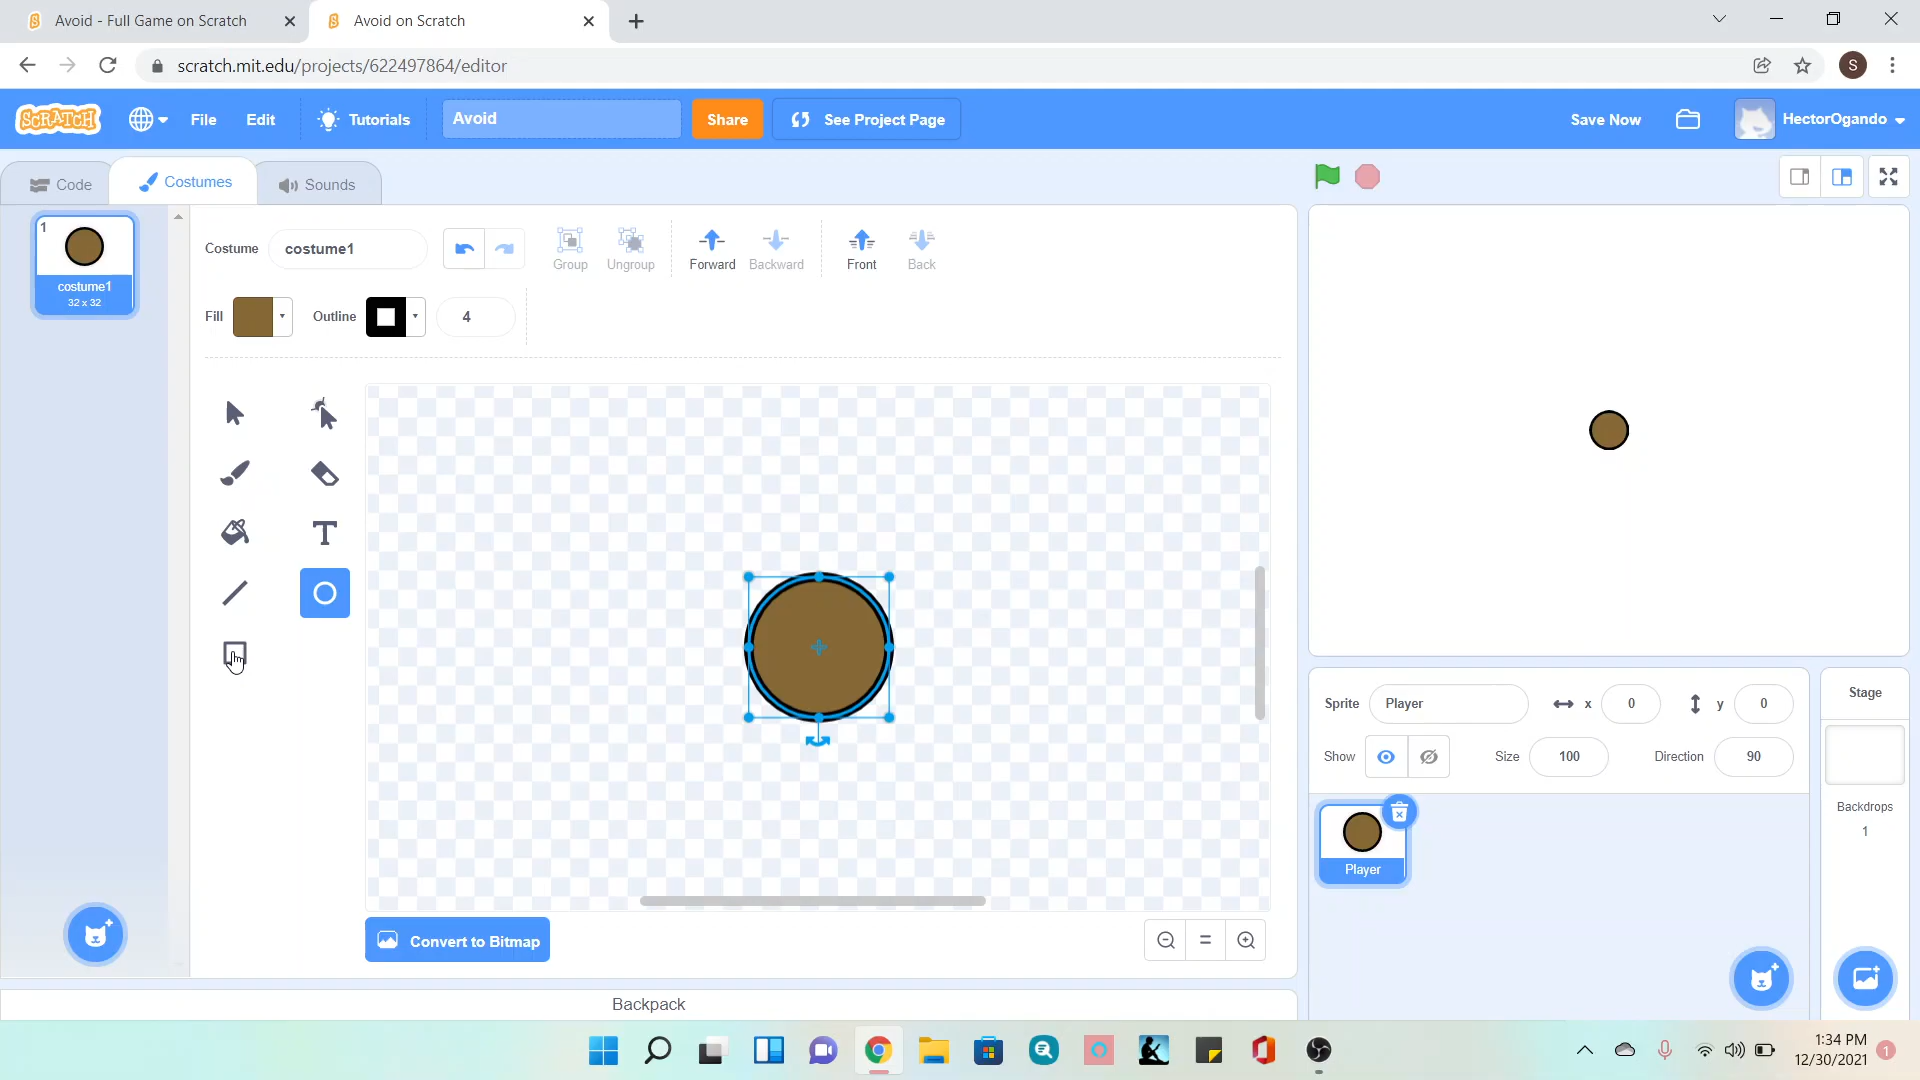 Avoid - Full Game on Scratch
Avoid on Scratch
scratch.mit.edu/projects/622497864/editor
S
SCRATCH
File
Edit
Tutorials
Avoid
Share
See Project Page
Save Now
HectorOgando
Code
Costumes
Sounds
1
costume1
32 x 32
Costume
costume1
Group
Ungroup
Forward
Backward
Front
Back
Fill
Outline
4
T
Convert to Bitmap
Backpack
Sprite
Player
x
0
y
0
Show
Size
100
Direction
90
Player
Stage
Backdrops
1
1:34 PM
12/30/2021
1